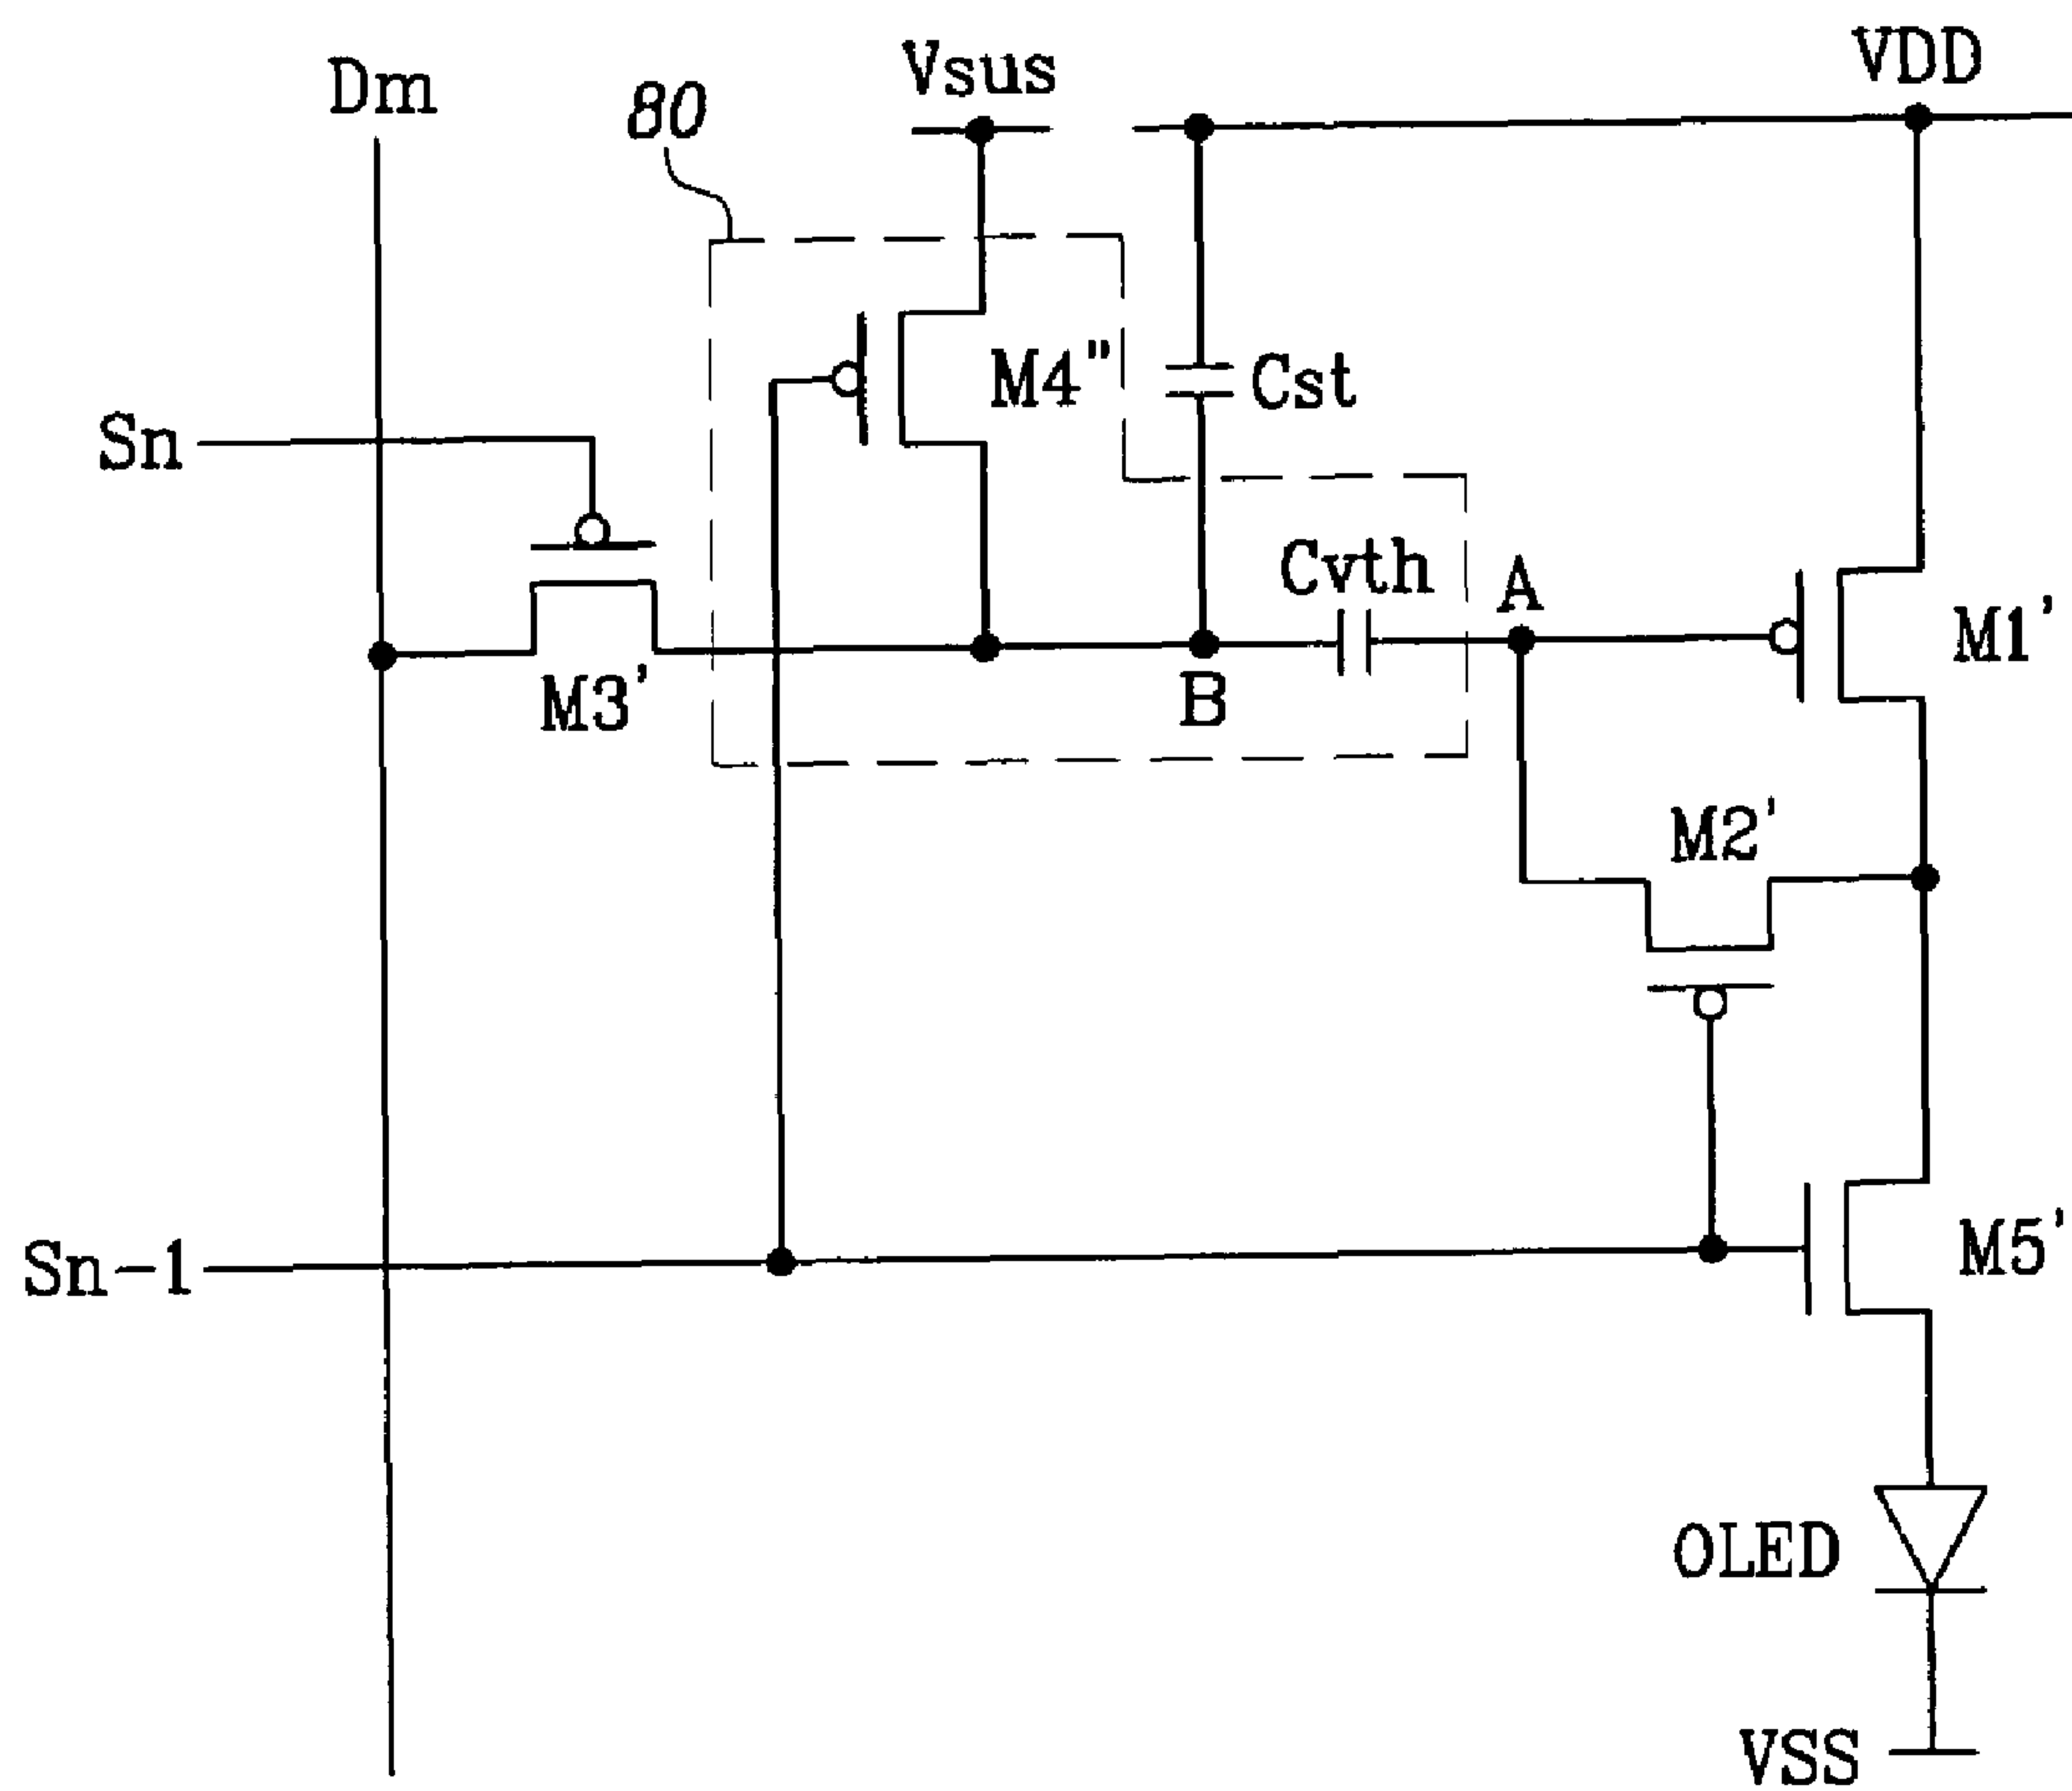 Dm
80
Vsus
VDD
M4"
Cst
Sn
Cvth
A
M1'
M3'
B
M2'
Sn-1
M5'
OLED
VSS